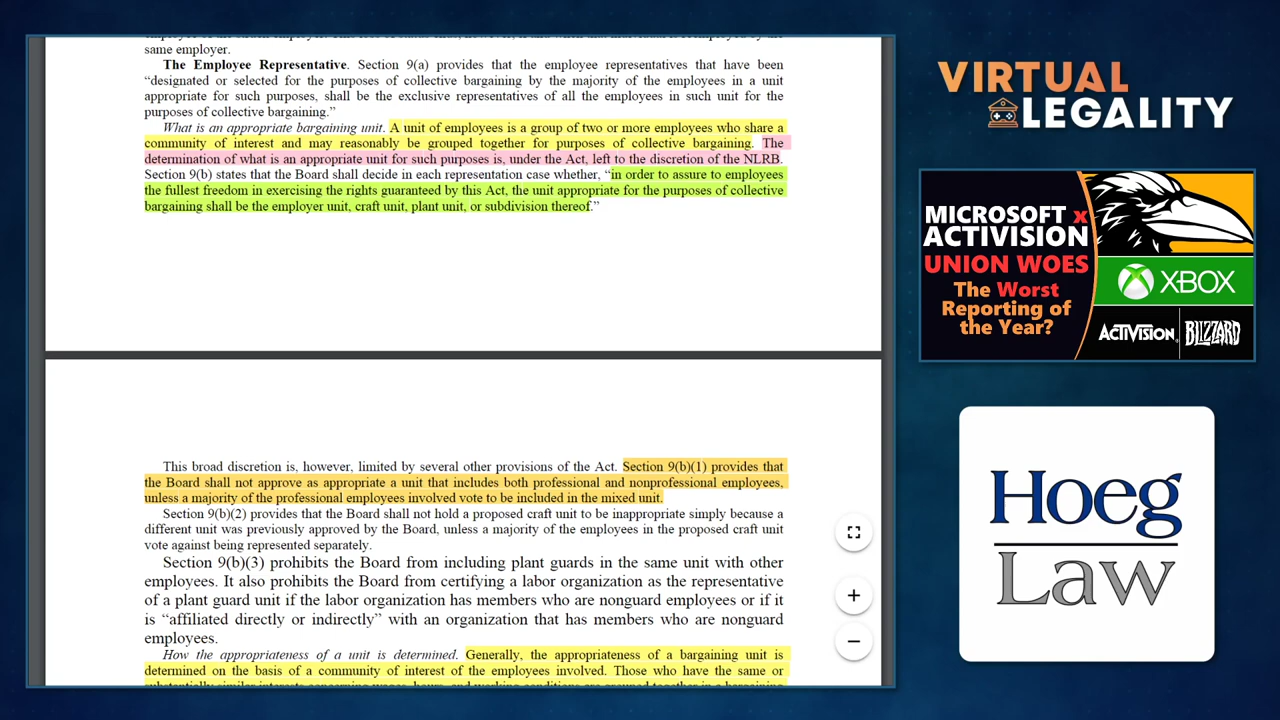 same employer.
The Employee Representative. Section 9(a) provides that the employee representatives that have been
“designated or selected for the purposes of collective bargaining by the majority of the employees in a unit
appropriate for such purposes, shall be the exclusive representatives of all the employees in such unit for the
purposes of collective bargaining.”
What is an appropriate bargaining unit. A unit of employees is a group of two or more employees who share a
community of interest and may reasonably be grouped together for purposes of collective bargaining. The
determination of what is an appropriate unit for such purposes is, under the Act, left to the discretion of the NLRB.
Section 9(b) states that the Board shall decide in each representation case whether, “in order to assure to employees
the fullest freedom in exercising the rights guaranteed by this Act, the unit appropriate for the purposes of collective
bargaining shall be the employer unit, craft unit, plant unit, or subdivision thereof.”
This broad discretion is, however, limited by several other provisions of the Act. Section 9(b)(1) provides that
the Board shall not approve as appropriate a unit that includes both professional and nonprofessional employees,
unless a majority of the professional employees involved vote to be included in the mixed unit.
Section 9(b)(2) provides that the Board shall not hold a proposed craft unit to be inappropriate simply because a
different unit was previously approved by the Board, unless a majority of the employees in the proposed craft unit
vote against being represented separately.
Section 9(b)(3) prohibits the Board from including plant guards in the same unit with other
employees. It also prohibits the Board from certifying a labor organization as the representative
of a plant guard unit if the labor organization has members who are nonguard employees or if it
is “affiliated directly or indirectly” with an organization that has members who are nonguard
employees.
How the appropriateness of a unit is determined. Generally, the appropriateness of a bargaining unit is
determined on the basis of a community of interest of the employees involved. Those who have the same or
VIRTUAL
LEGALITY
MICROSOFT x
ACTIVISION
UNION WOES
The Worst
Reporting of
the Year?
XBOX
ACTIVISION
BLIZZARD
Hoeg
Law